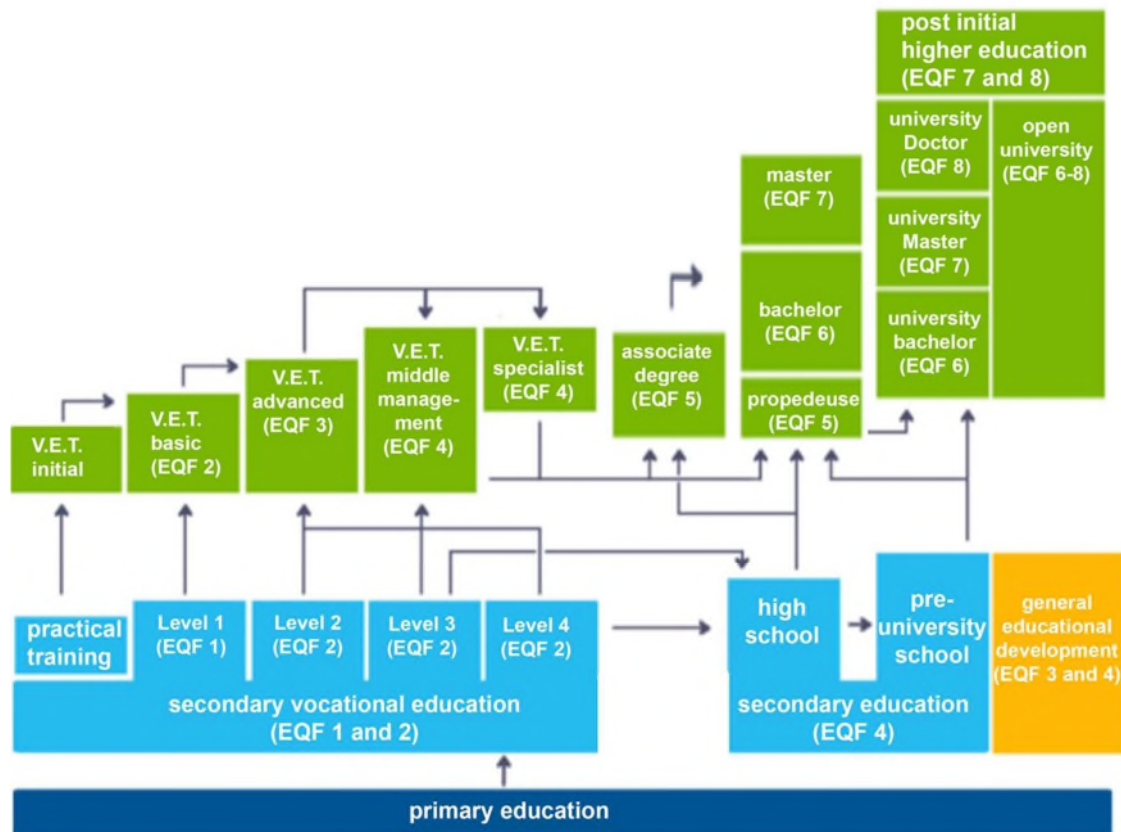 post initial
higher education
(EQF 7 and 8)
university
Doctor
(EQF 8)
open
university
(EQF 6-8)
master
(EQF 7)
university
Master
(EQF 7)
bachelor
(EQF 6)
university
bachelor
(EQF 6)
V.E.T.
initial
V.E.T.
basic
(EQF 2)
V.E.T.
advanced
(EQF 3)
V.E.T.
middle
manage-
ment
(EQF 4)
V.E.T.
specialist
(EQF 4)
associate
degree
(EQF 5)
propedeuse
(EQF 5)
practical
training
Level 1
(EQF 1)
Level 2
(EQF 2)
Level 3
(EQF 2)
Level 4
(EQF 2)
secondary vocational education
(EQF 1 and 2)
high
school
pre-
university
school
secondary education
(EQF 4)
general
educational
development
(EQF 3 and 4)
primary education